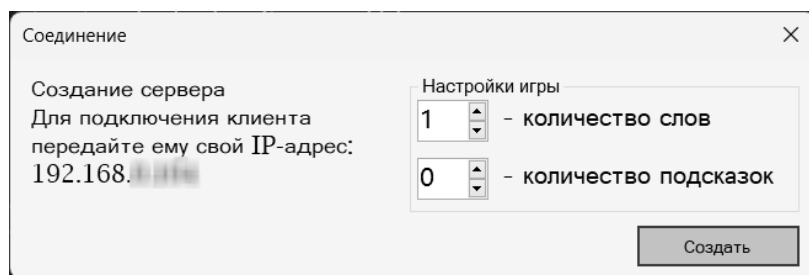 Соединение
Создание сервера
Для подключения клиента
передайте ему свой IP-адрес:
192.168.
Настройки игры
1 - количество слов
0 - количество подсказок
Создать